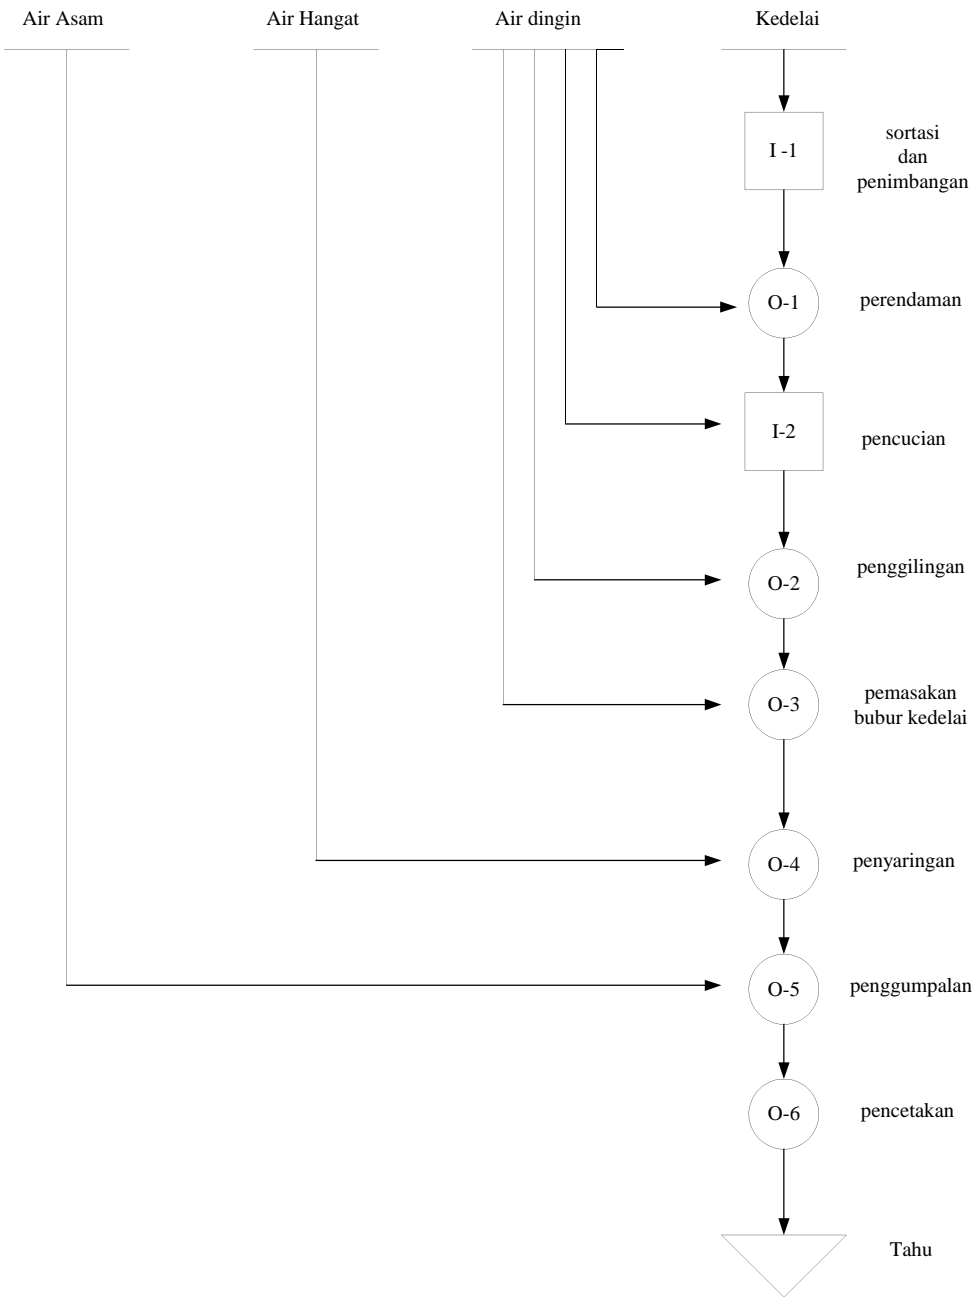 Air Asam
Air Hangat
Air dingin
Kedelai
I -1
sortasi
dan
penimbangan
O-1
perendaman
I-2
pencucian
O-2
penggilingan
O-3
pemasakan
bubur kedelai
O-4
penyaringan
O-5
penggumpalan
O-6
pencetakan
Tahu